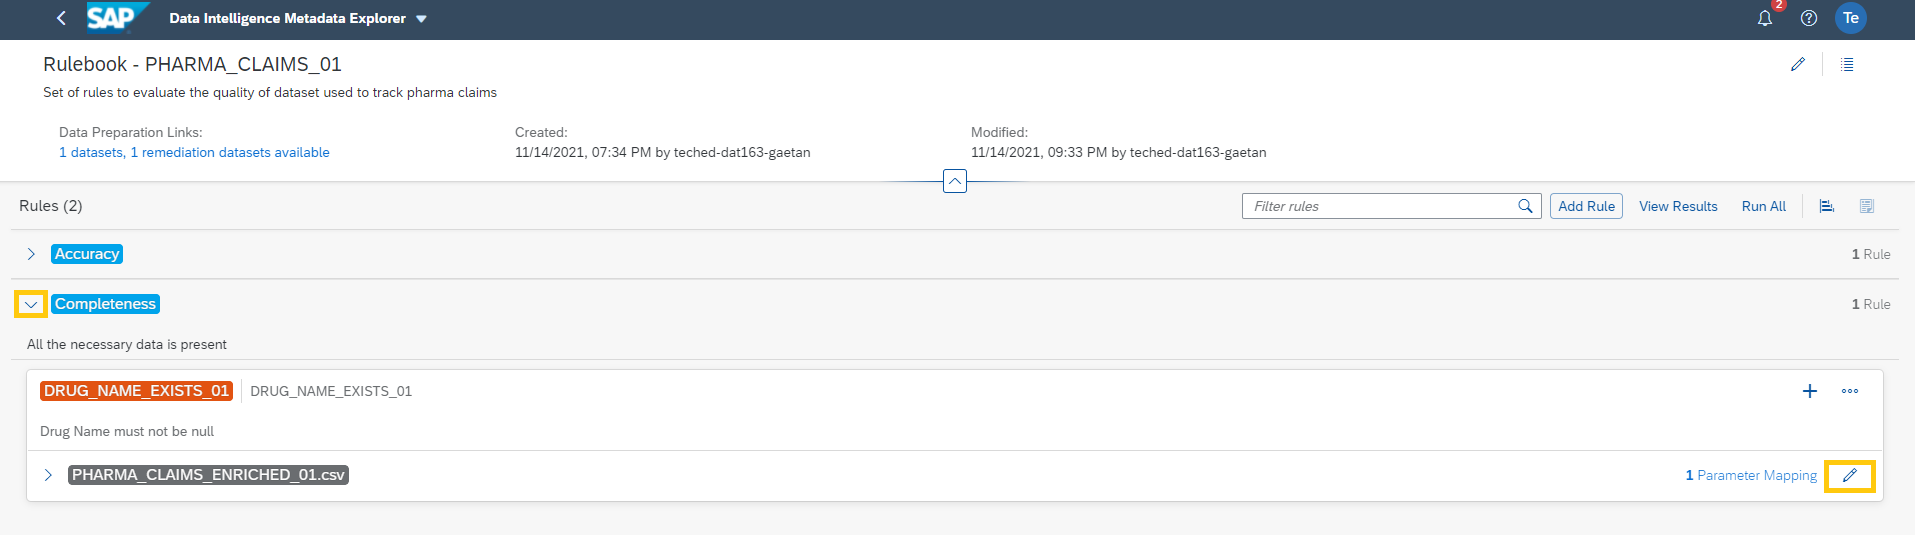 SAP Data Intelligence Metadata Explorer 2 Te
Rulebook - PHARMA_CLAIMS_01
Set of rules to evaluate the quality of dataset used to track pharma claims
Data Preparation Links: Created: Modified:
1 datasets, 1 remediation datasets available 11/14/2021, 07:34 PM by teched-dat163-gaetan 11/14/2021, 09:33 PM by teched-dat163-gaetan
Rules (2) Filter rules Add Rule View Results Run All
Accuracy 1 Rule
Completeness 1 Rule
All the necessary data is present
DRUG_NAME_EXISTS_01 DRUG_NAME_EXISTS_01
Drug Name must not be null
PHARMA_CLAIMS_ENRICHED_01.csv 1 Parameter Mapping